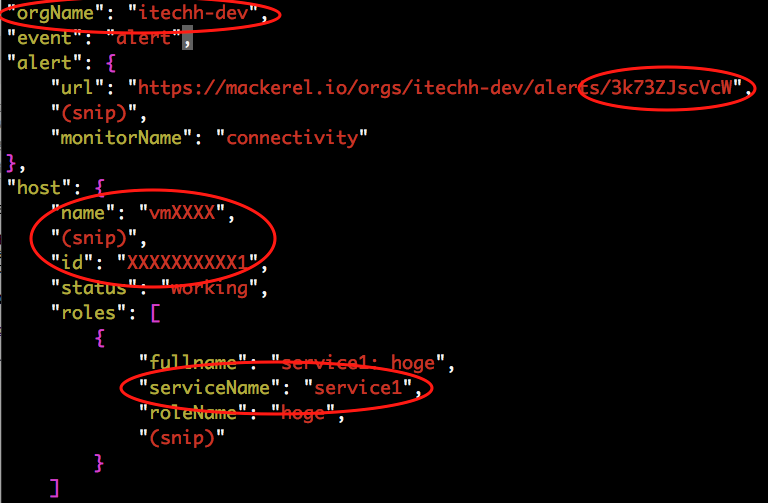 "orgName": "itechh-dev",
"event": "alert",
"alert": {
"url": "https://mackerel.io/orgs/itechh-dev/alerts/3k73ZJscVcW",
"(snip)",
"monitorName": "connectivity"
},
"host": {
"name": "vmXXXX",
"(snip)",
"id": "XXXXXXXXXX1",
"status": "working",
"roles": [
{
"fullname": "service1: hoge",
"serviceName": "service1",
"roleName": "hoge",
"(snip)"
}
]